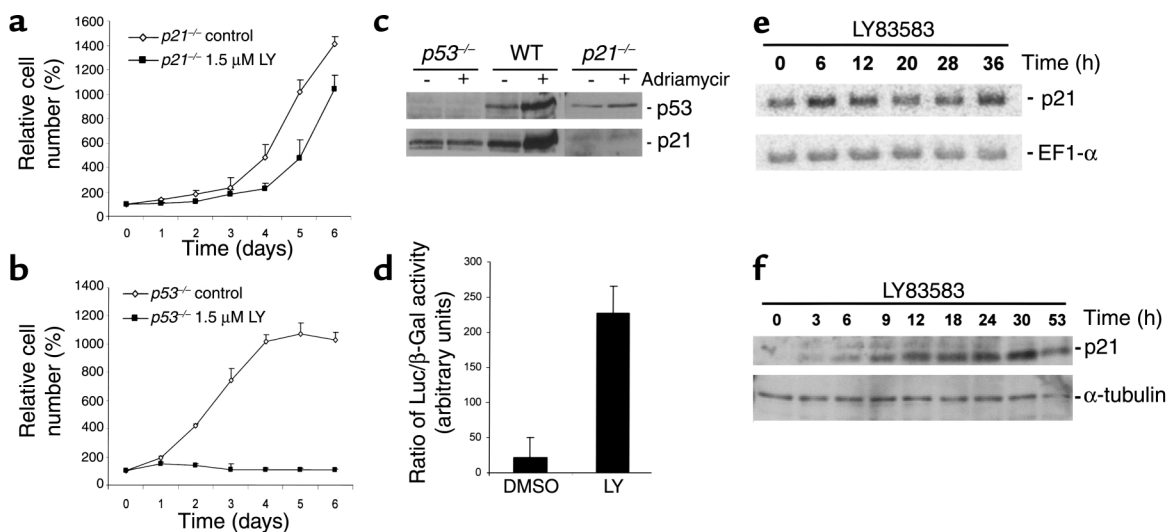 a
1600
1400
1200
1000
800
600
400
200
0
Relative cell
number (%)
p21⁻/⁻ control
p21⁻/⁻ 1.5 μM LY
0 1 2 3 4 5 6
Time (days)
b
1400
1200
1000
800
600
400
200
0
Relative cell
number (%)
p53⁻/⁻ control
p53⁻/⁻ 1.5 μM LY
0 1 2 3 4 5 6
Time (days)
c
p53⁻/⁻ WT p21⁻/⁻
- + - + - + Adriamycir
- p53
- p21
d
Ratio of Luc/β-Gal activity
(arbitrary units)
300
250
200
150
100
50
0
DMSO LY
e
LY83583
0 6 12 20 28 36 Time (h)
- p21
- EF1-α
f
LY83583
0 3 6 9 12 18 24 30 53 Time (h)
- p21
- α-tubulin